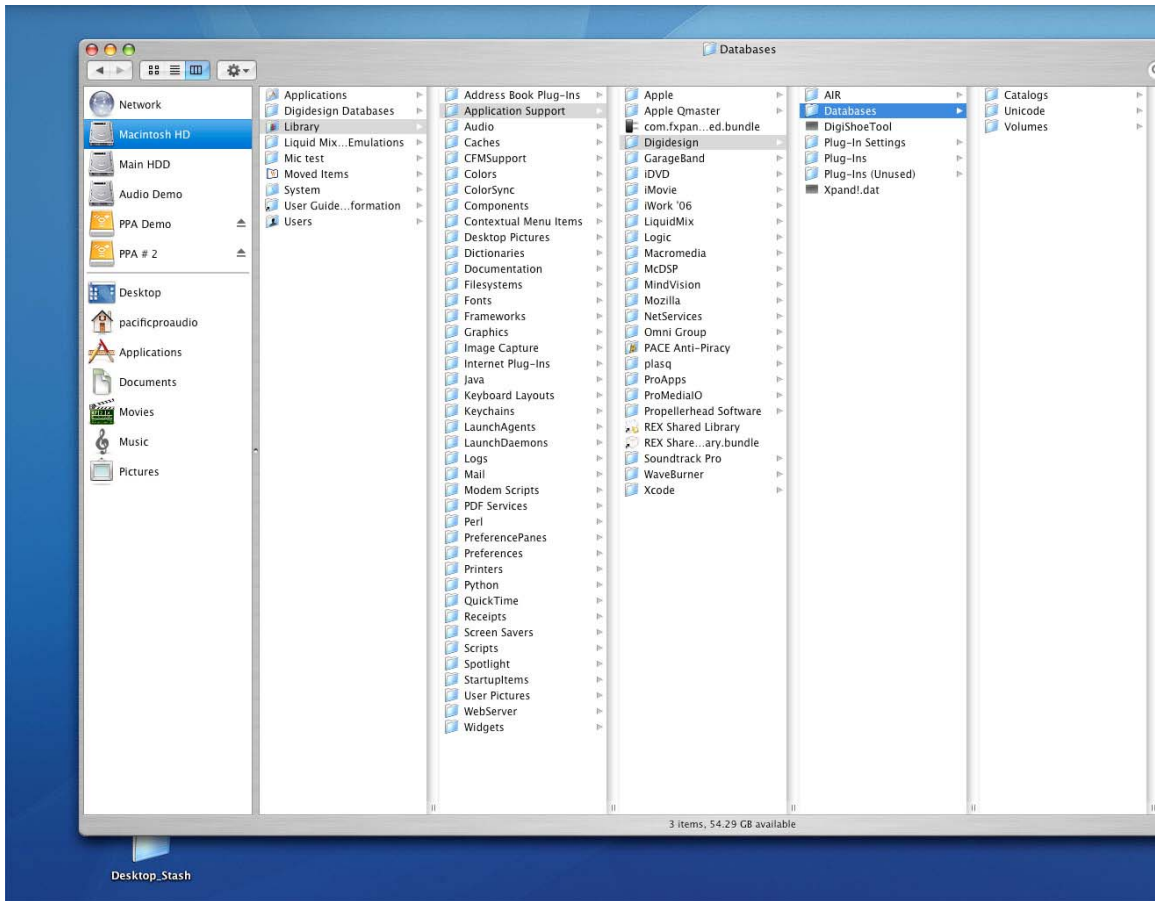 Databases
Network
Macintosh HD
Main HDD
Audio Demo
PPA Demo
PPA # 2
Desktop
pacificproaudio
Applications
Documents
Movies
Music
Pictures
Applications
Digidesign Databases
Library
Liquid Mix...Emulations
Mic test
Moved Items
System
User Guide...formation
Users
Address Book Plug-Ins
Application Support
Audio
Caches
CFMSupport
Colors
ColorSync
Components
Contextual Menu Items
Desktop Pictures
Dictionaries
Documentation
Filesystems
Fonts
Frameworks
Graphics
Image Capture
Internet Plug-Ins
Java
Keyboard Layouts
Keychains
LaunchAgents
LaunchDaemons
Logs
Mail
Modem Scripts
PDF Services
Perl
PreferencePanes
Preferences
Printers
Python
QuickTime
Receipts
Screen Savers
Scripts
Spotlight
StartupItems
User Pictures
WebServer
Widgets
Apple
Apple Qmaster
com.fxpan...ed.bundle
Digidesign
GarageBand
iDVD
iMovie
iWork '06
LiquidMix
Logic
Macromedia
McDSP
MindVision
Mozilla
NetServices
Omni Group
PACE Anti-Piracy
plasq
ProApps
ProMediaIO
Propellerhead Software
REX Shared Library
REX Share...ary.bundle
Soundtrack Pro
WaveBurner
Xcode
AIR
Databases
DigiShoeTool
Plug-In Settings
Plug-Ins
Plug-Ins (Unused)
Xpand!.dat
Catalogs
Unicode
Volumes
3 items, 54.29 GB available
Desktop_Stash